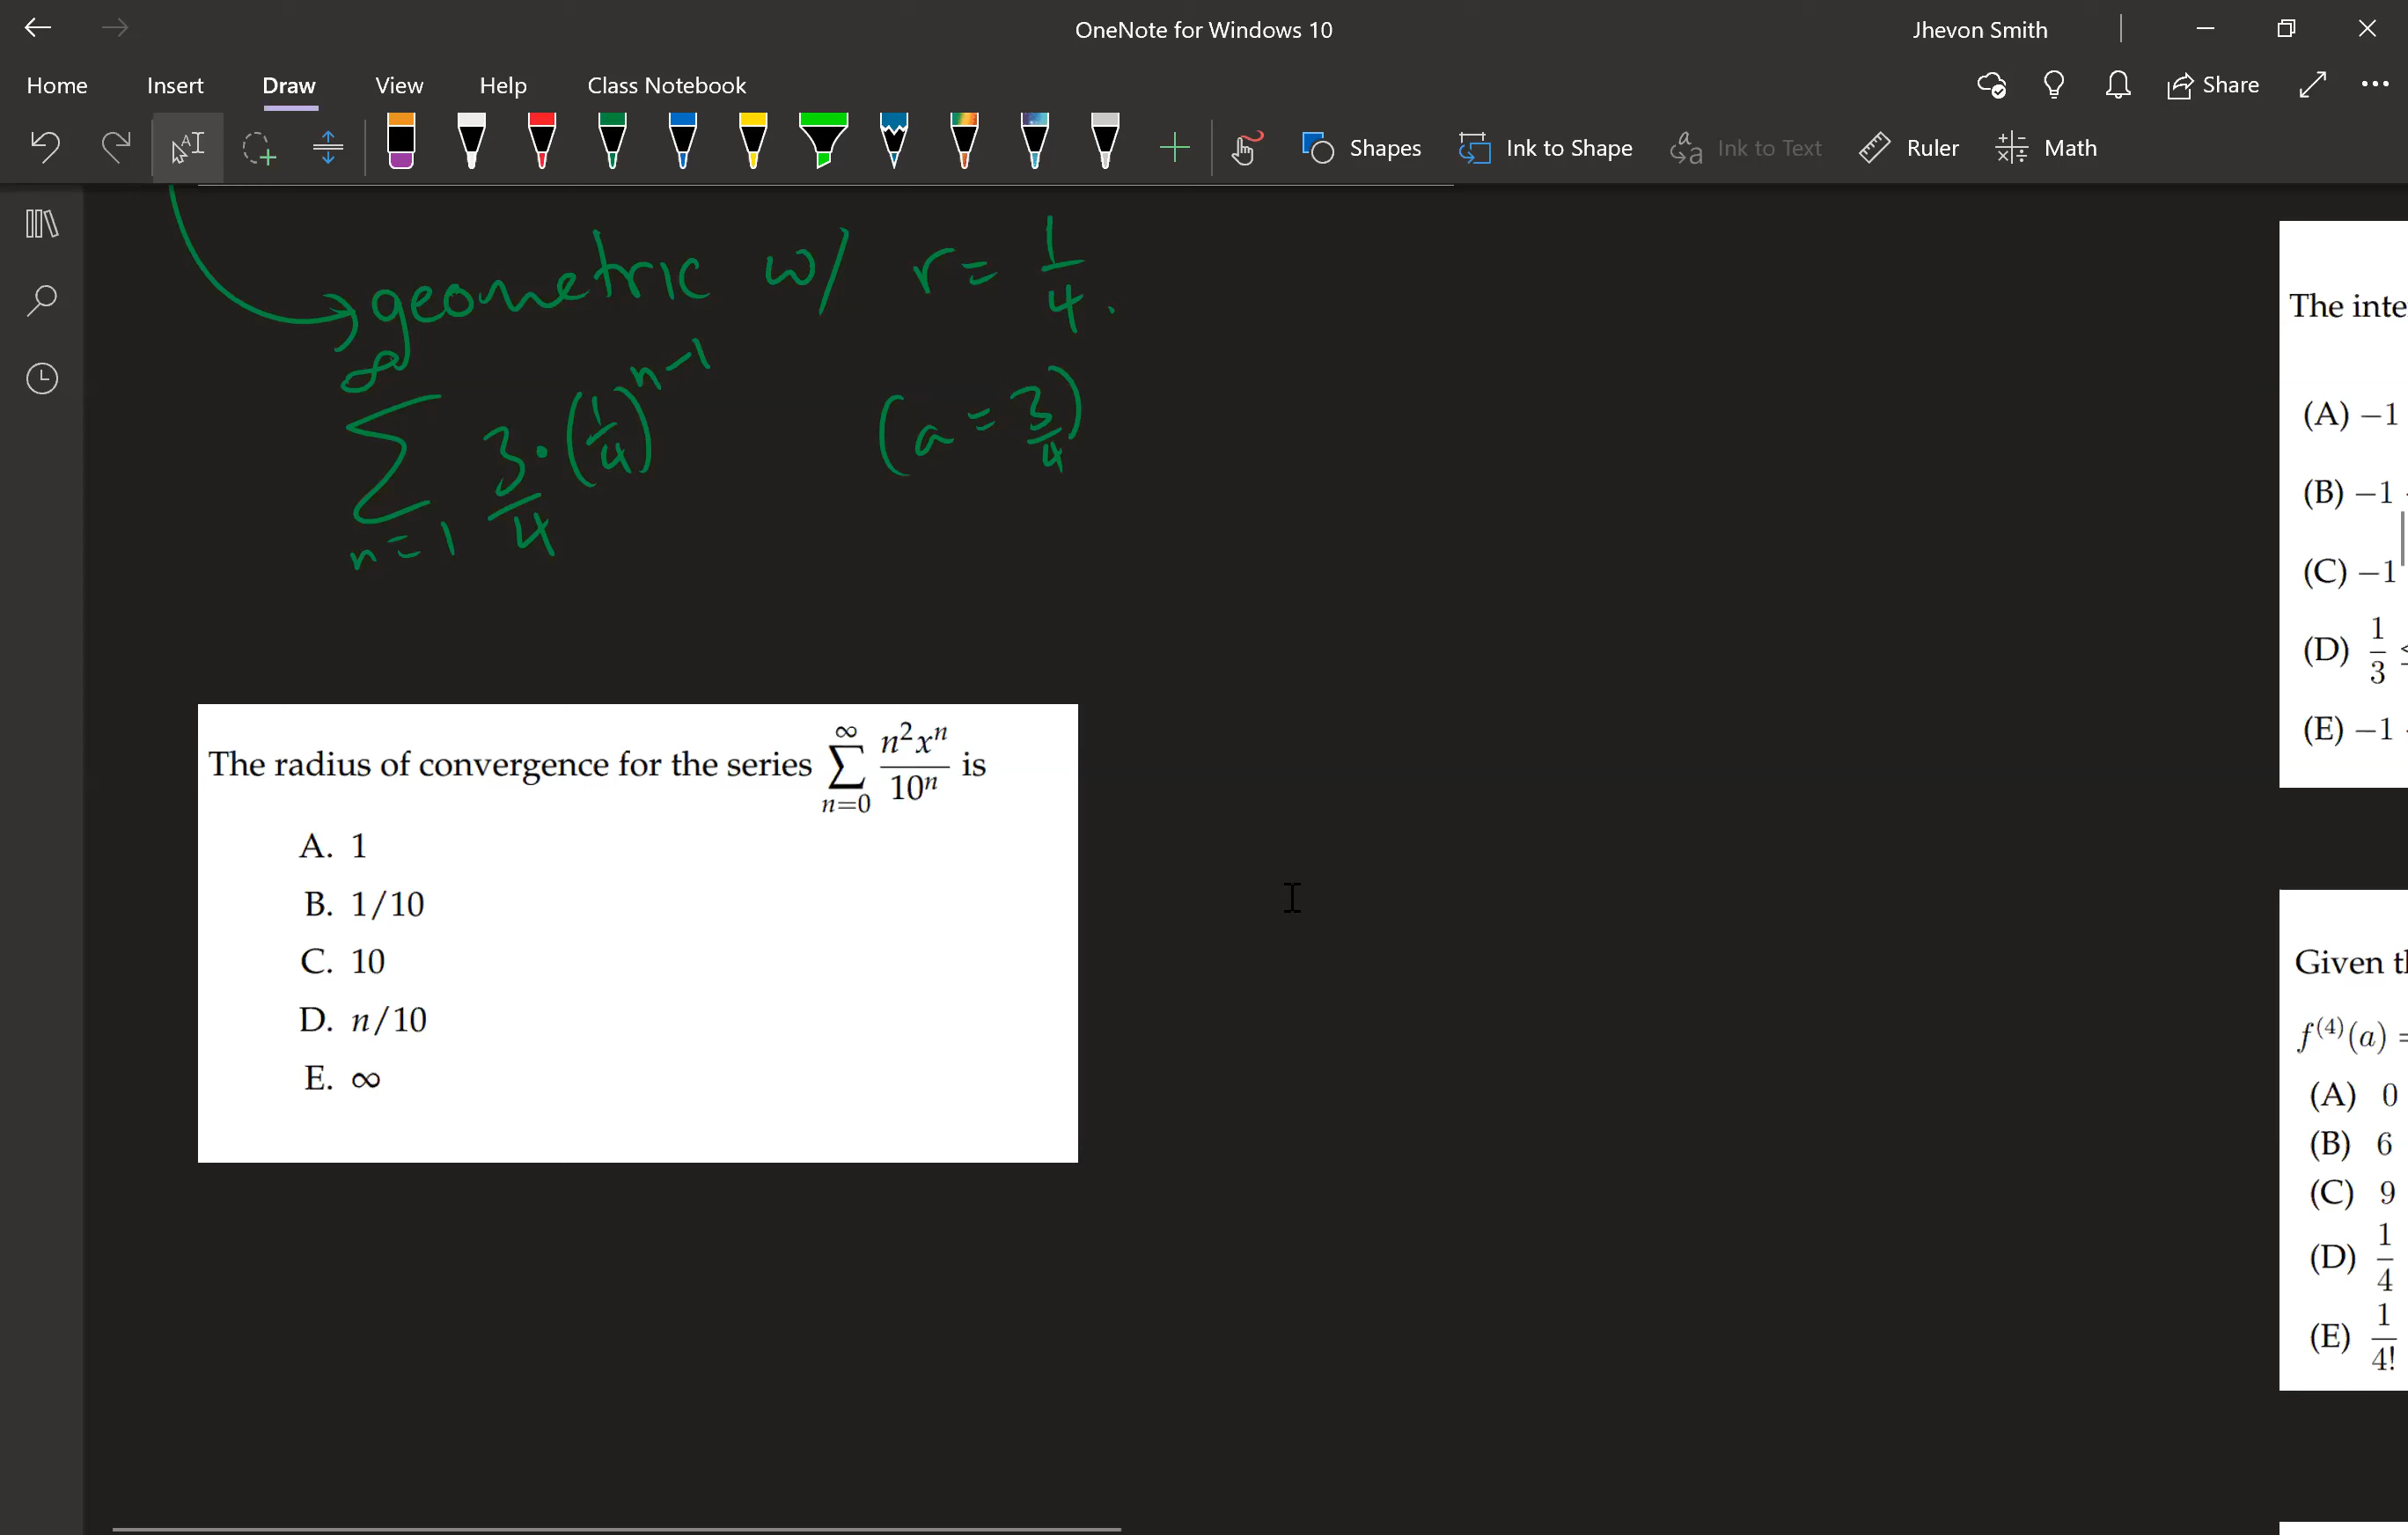 OneNote for Windows 10
Jhevon Smith
Home Insert Draw View Help Class Notebook
Share
Shapes Ink to Shape Ink to Text Ruler Math
geometric w/ r = 1/4.
∞ ∑ n=1 3/4 · (1/4)^(n-1) (a = 3/4)
The radius of convergence for the series ∞ ∑ n=0 n²xⁿ/10ⁿ is
A. 1
B. 1/10
C. 10
D. n/10
E. ∞
The inte
(A) −1
(B) −1
(C) −1
(D) 1/3 ≤
(E) −1
Given th
f⁽⁴⁾(a) =
(A) 0
(B) 6
(C) 9
(D) 1/4
(E) 1/4!